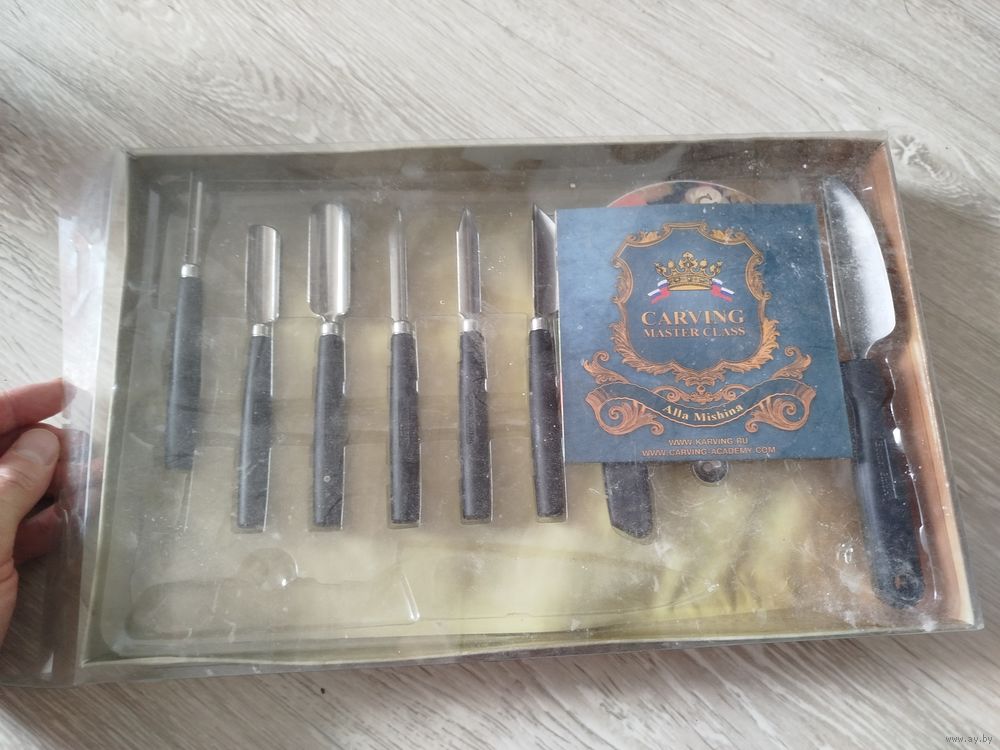 CARVING
MASTER CLASS
Alla Mishina
WWW.KARVING.RU
WWW.CARVING-ACADEMY.COM
www.ay.by